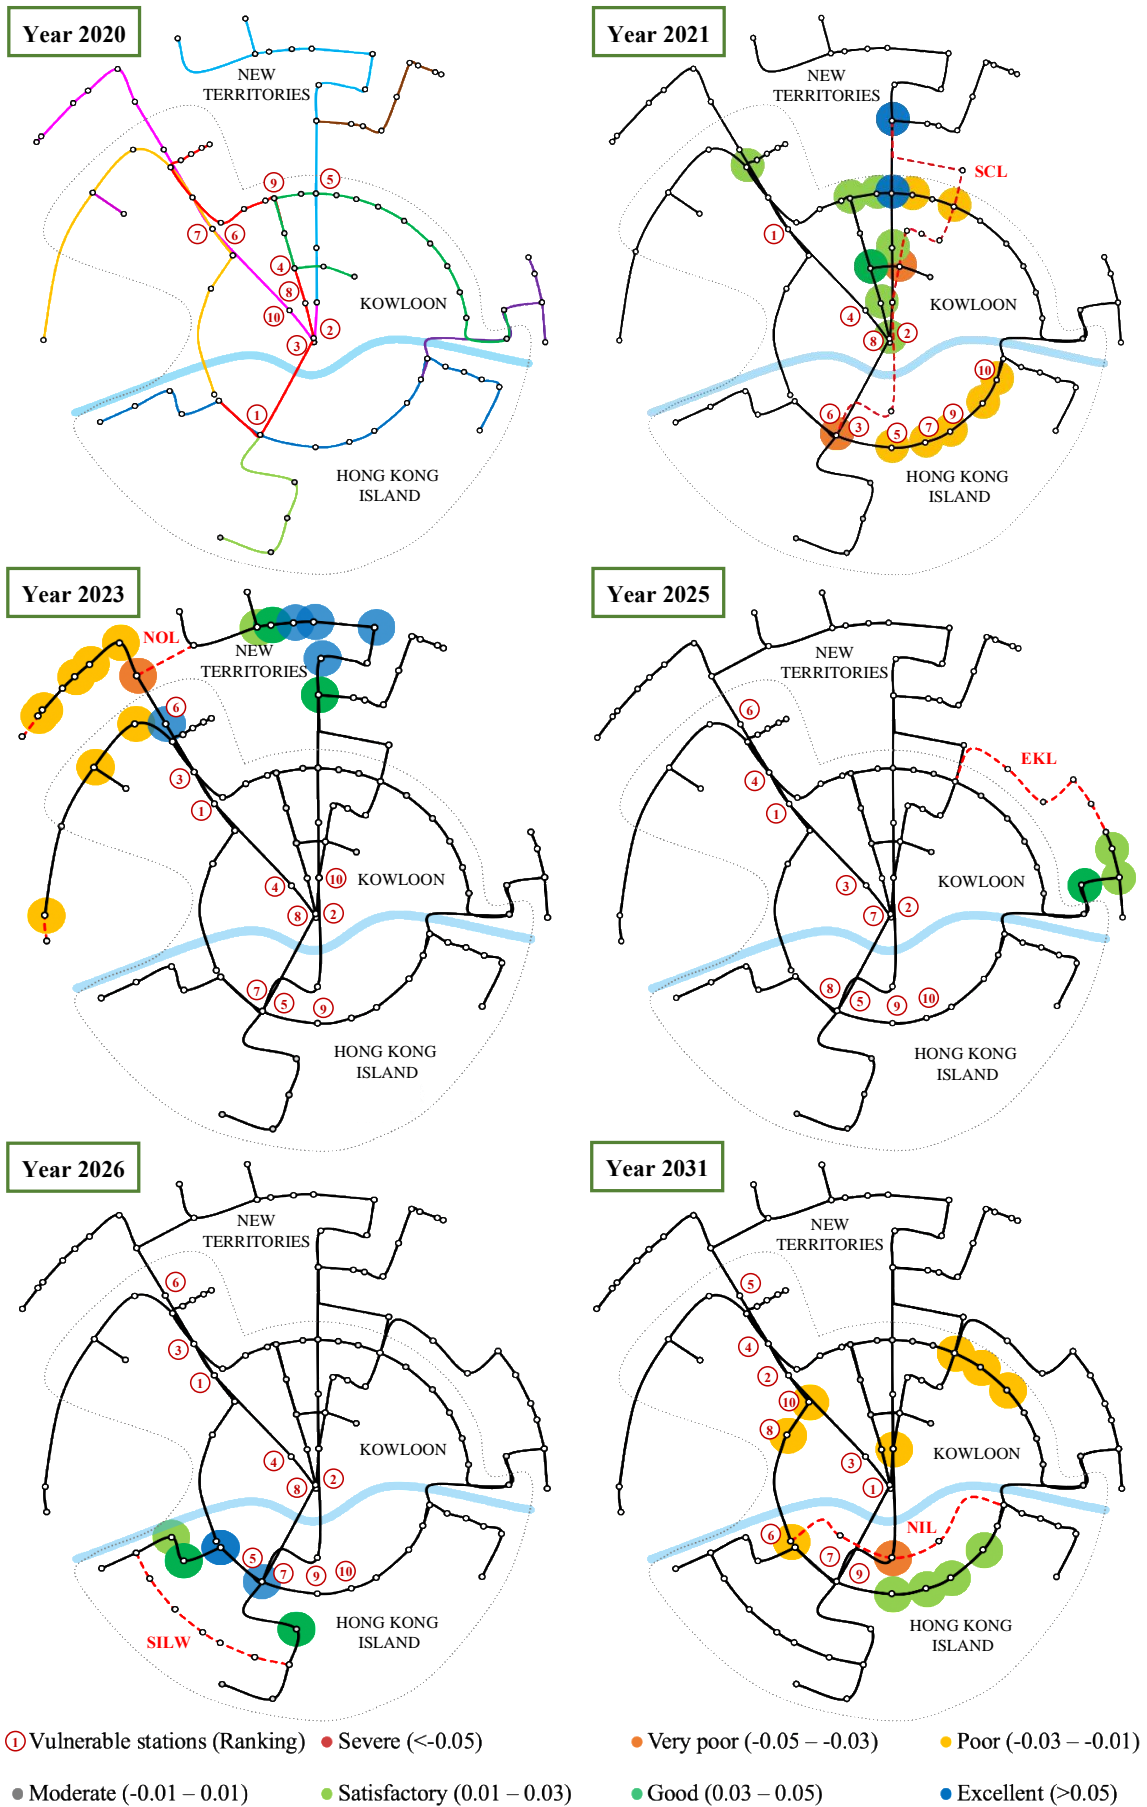 Year 2020
NEW
TERRITORIES
9
5
7
6
4
8
10
KOWLOON
2
3
1
HONG KONG
ISLAND
Year 2021
NEW
TERRITORIES
SCL
1
4
KOWLOON
8
2
10
6
3
5
7
9
HONG KONG
ISLAND
Year 2023
NOL
NEW
TERRITORIES
6
3
1
4
10
KOWLOON
8
2
7
5
9
HONG KONG
ISLAND
Year 2025
NEW
TERRITORIES
6
EKL
4
1
3
KOWLOON
7
2
8
5
9
10
HONG KONG
ISLAND
Year 2026
NEW
TERRITORIES
6
3
1
KOWLOON
4
8
2
5
7
9
10
SILW
HONG KONG
ISLAND
Year 2031
NEW
TERRITORIES
5
4
2
10
8
KOWLOON
3
1
6
NIL
7
9
HONG KONG
ISLAND
1 Vulnerable stations (Ranking)
Severe (<-0.05)
Very poor (-0.05 – -0.03)
Poor (-0.03 – -0.01)
Moderate (-0.01 – 0.01)
Satisfactory (0.01 – 0.03)
Good (0.03 – 0.05)
Excellent (>0.05)